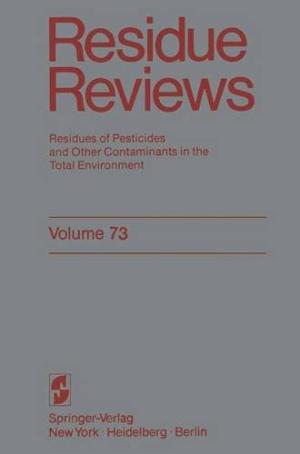 Residue
Reviews
Residues of Pesticides
and Other Contaminants in the
Total Environment
Volume 73
Springer-Verlag
New York · Heidelberg · Berlin